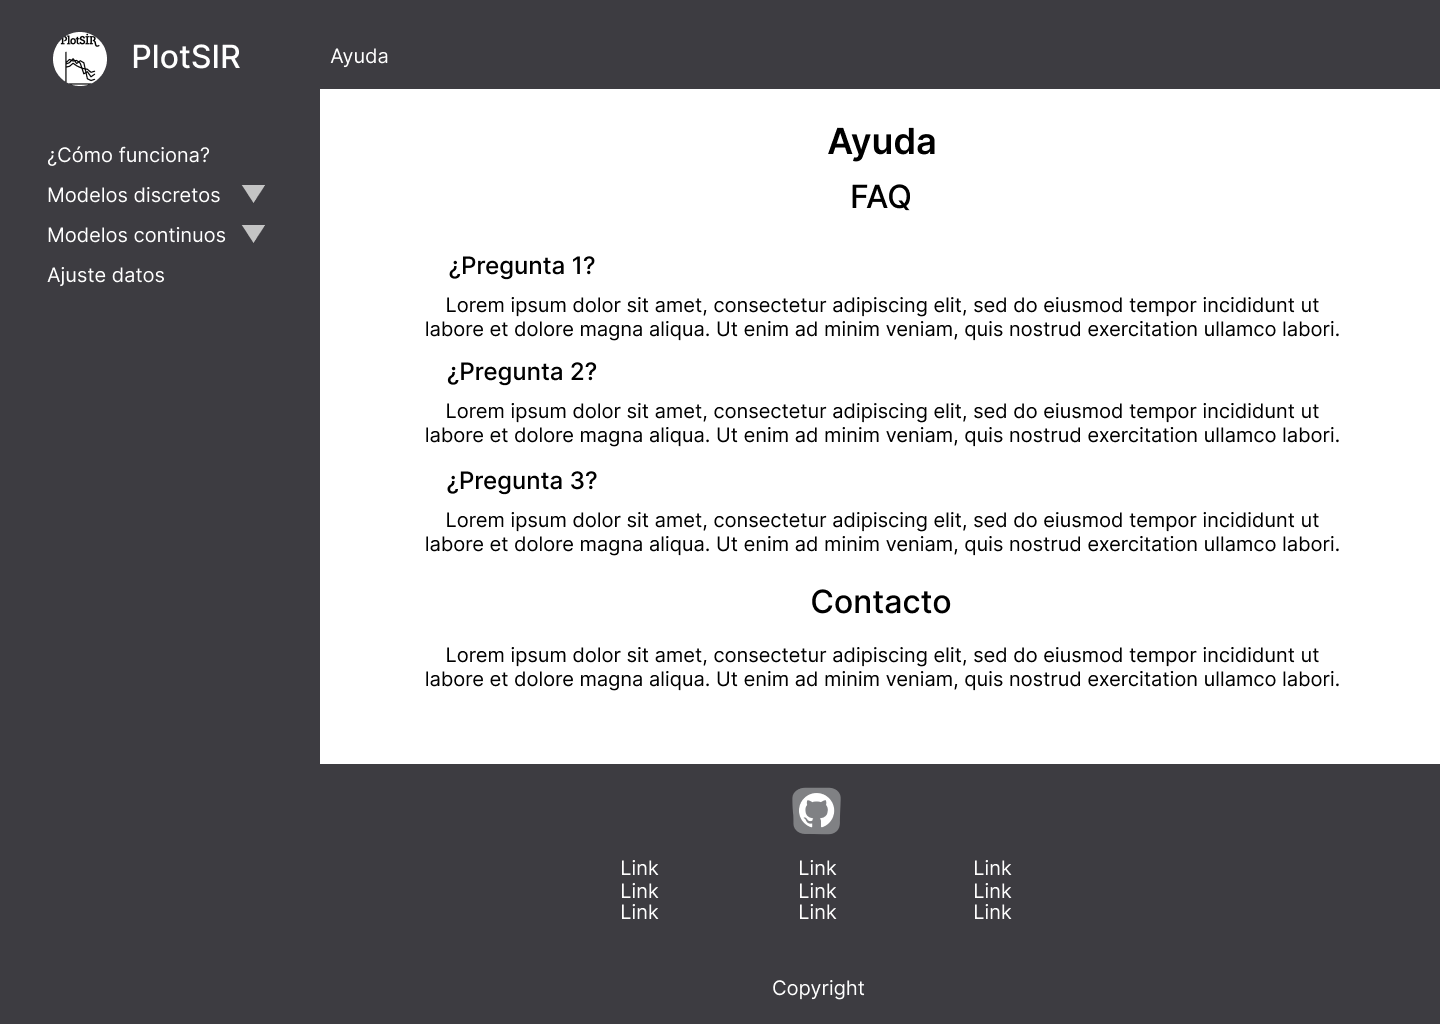 PlotSIR
PlotSIR
Ayuda
¿Cómo funciona?
Modelos discretos
Modelos continuos
Ajuste datos
Ayuda
FAQ
¿Pregunta 1?
Lorem ipsum dolor sit amet, consectetur adipiscing elit, sed do eiusmod tempor incididunt ut
labore et dolore magna aliqua. Ut enim ad minim veniam, quis nostrud exercitation ullamco labori.
¿Pregunta 2?
Lorem ipsum dolor sit amet, consectetur adipiscing elit, sed do eiusmod tempor incididunt ut
labore et dolore magna aliqua. Ut enim ad minim veniam, quis nostrud exercitation ullamco labori.
¿Pregunta 3?
Lorem ipsum dolor sit amet, consectetur adipiscing elit, sed do eiusmod tempor incididunt ut
labore et dolore magna aliqua. Ut enim ad minim veniam, quis nostrud exercitation ullamco labori.
Contacto
Lorem ipsum dolor sit amet, consectetur adipiscing elit, sed do eiusmod tempor incididunt ut
labore et dolore magna aliqua. Ut enim ad minim veniam, quis nostrud exercitation ullamco labori.
Link
Link
Link
Link
Link
Link
Link
Link
Link
Copyright